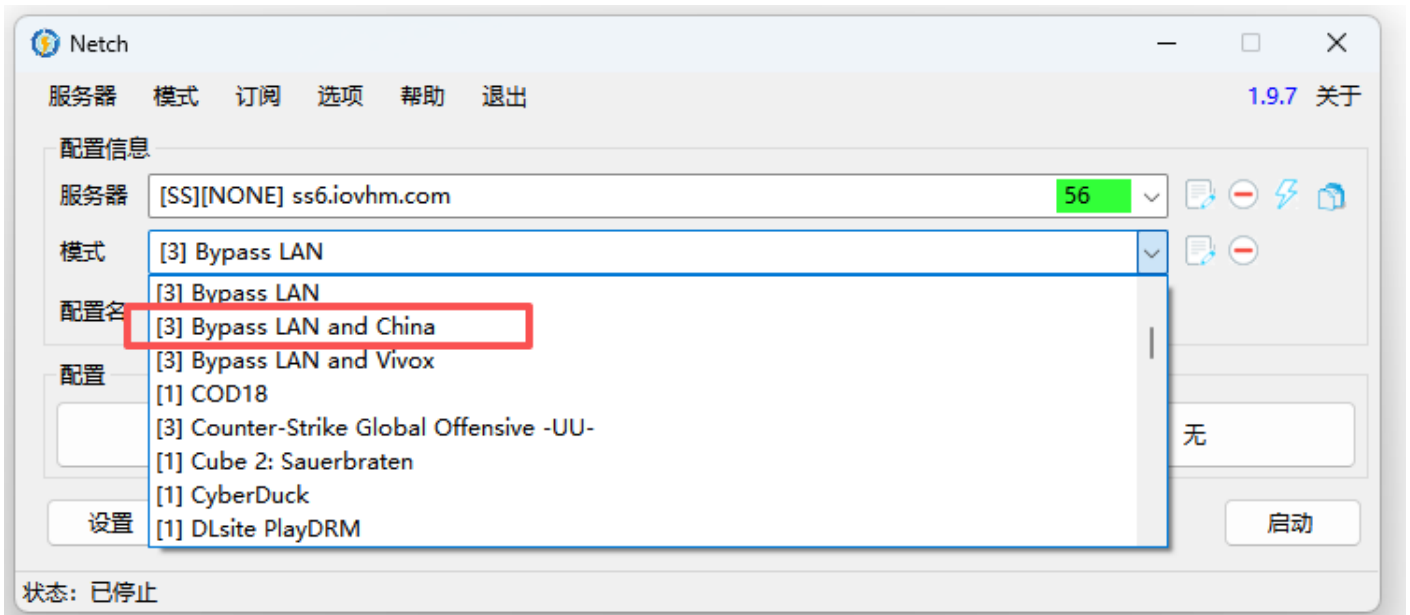 Netch
服务器 模式 订阅 选项 帮助 退出 1.9.7 关于
配置信息
服务器 [SS][NONE] ss6.iovhm.com 56
模式 [3] Bypass LAN
配置名
[3] Bypass LAN
[3] Bypass LAN and China
[3] Bypass LAN and Vivox
[1] COD18
[3] Counter-Strike Global Offensive -UU-
[1] Cube 2: Sauerbraten
[1] CyberDuck
[1] DLsite PlayDRM
配置
无
设置 启动
状态：已停止